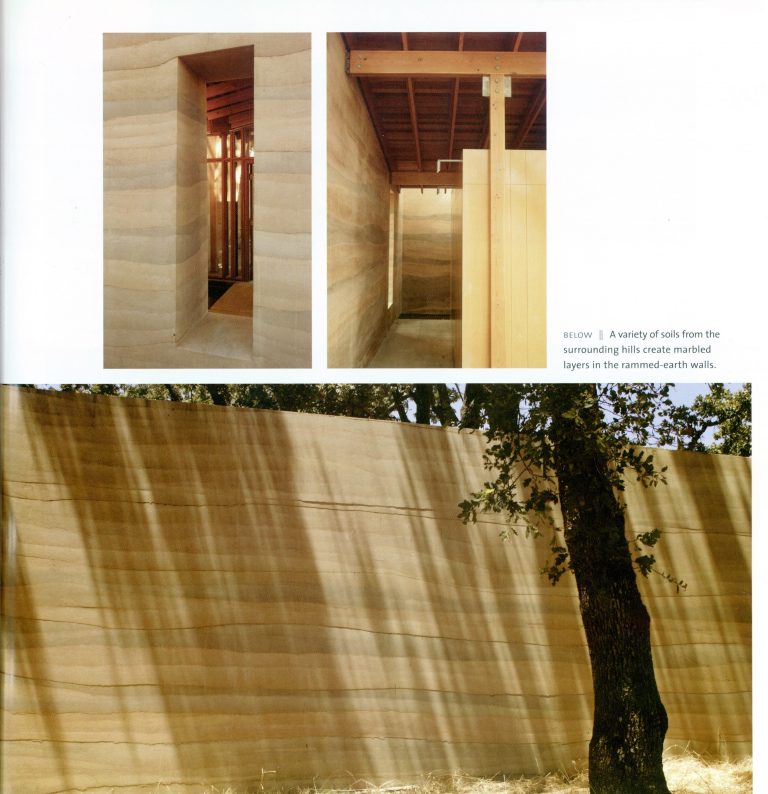 BELOW || A variety of soils from the
surrounding hills create marbled
layers in the rammed-earth walls.